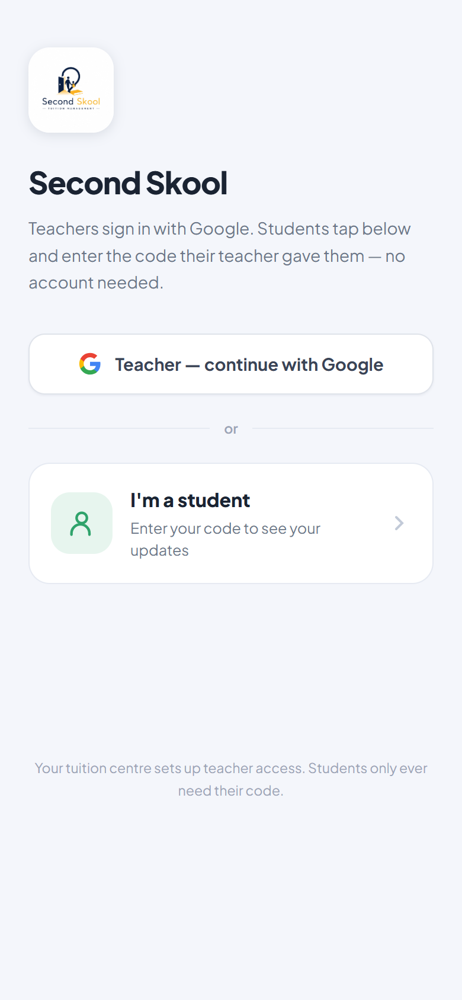 Second Skool
— TUITION MANAGEMENT —
Second Skool
Teachers sign in with Google. Students tap below
and enter the code their teacher gave them — no
account needed.
Teacher — continue with Google
or
I'm a student
Enter your code to see your
updates
Your tuition centre sets up teacher access. Students only ever
need their code.